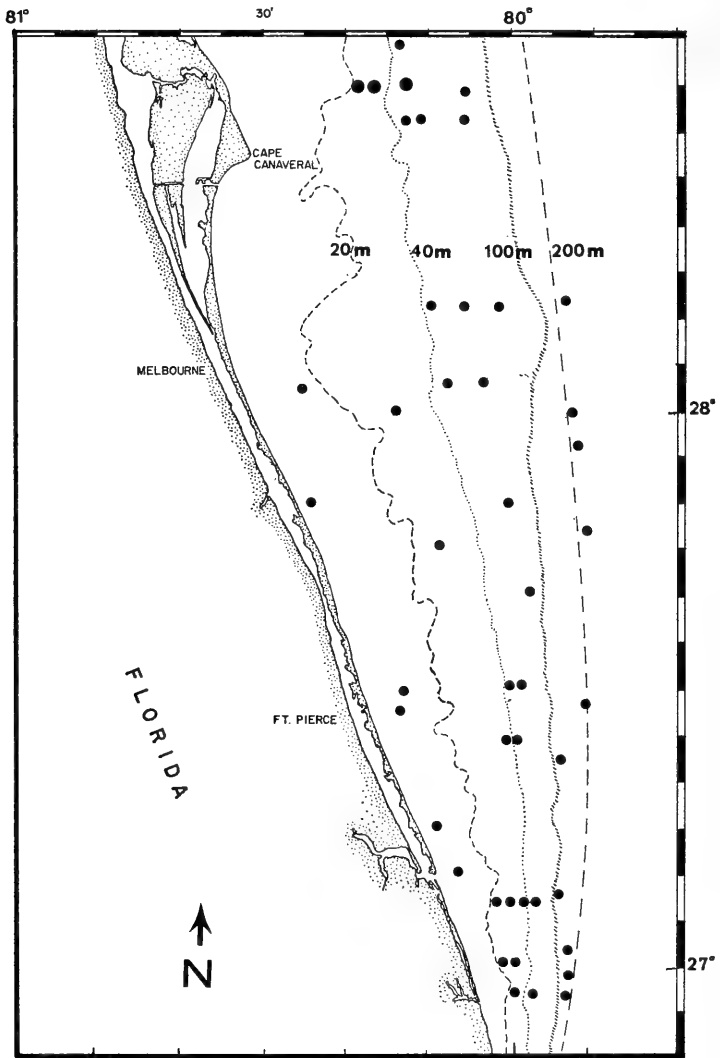 81° 30' 80°
CAPE
CANAVERAL
20m 40m 100m 200m
MELBOURNE
28°
FLORIDA
FT. PIERCE
N
27°